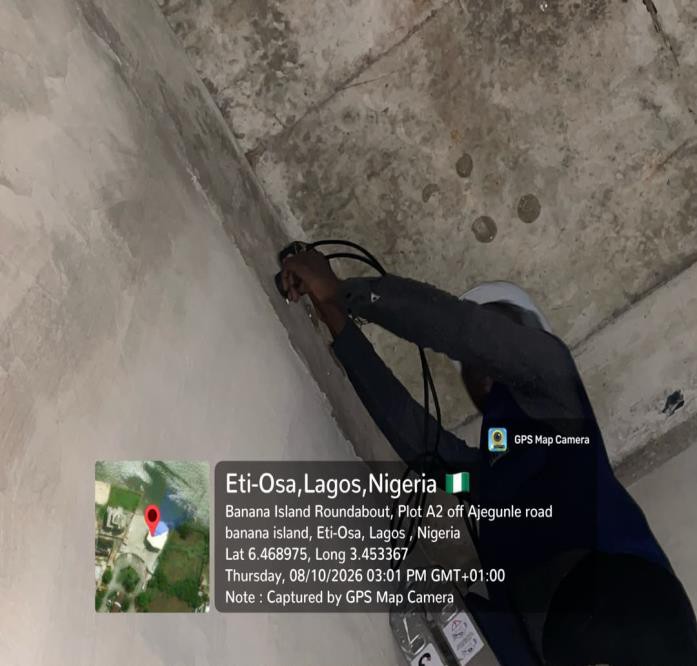 GPS Map Camera
Eti-Osa,Lagos,Nigeria
Banana Island Roundabout, Plot A2 off Ajegunle road
banana island, Eti-Osa, Lagos , Nigeria
Lat 6.468975, Long 3.453367
Thursday, 08/10/2026 03:01 PM GMT+01:00
Note : Captured by GPS Map Camera